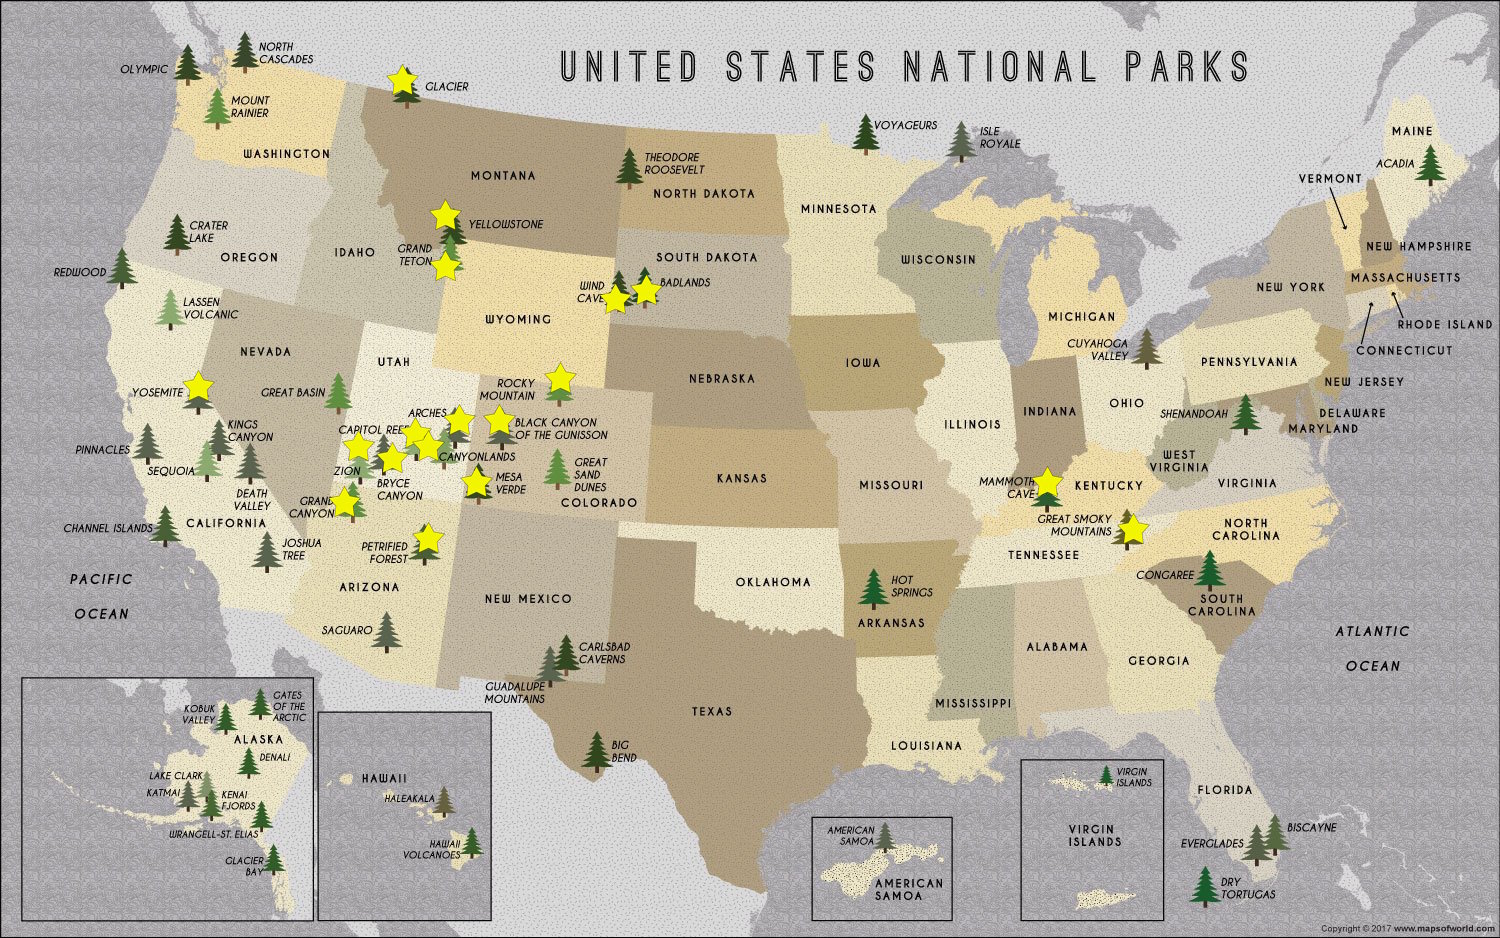 UNITED STATES NATIONAL PARKS
NORTH
CASCADES
OLYMPIC
MOUNT
RAINIER
WASHINGTON
GLACIER
MONTANA
THEODORE
ROOSEVELT
NORTH DAKOTA
VOYAGEURS
ISLE
ROYALE
MINNESOTA
MAINE
ACADIA
VERMONT
NEW HAMPSHIRE
MASSACHUSETTS
NEW YORK
RHODE ISLAND
CONNECTICUT
CRATER
LAKE
OREGON
REDWOOD
IDAHO
YELLOWSTONE
GRAND
TETON
SOUTH DAKOTA
WIND
CAVE
BADLANDS
WISCONSIN
MICHIGAN
LASSEN
VOLCANIC
NEVADA
UTAH
WYOMING
NEBRASKA
IOWA
CUYAHOGA
VALLEY
PENNSYLVANIA
NEW JERSEY
DELAWARE
MARYLAND
YOSEMITE
GREAT BASIN
ROCKY
MOUNTAIN
ARCHES
BLACK CANYON
OF THE GUNISSON
CAPITOL REEF
CANYONLANDS
ILLINOIS
INDIANA
OHIO
SHENANDOAH
WEST
VIRGINIA
VIRGINIA
PINNACLES
KINGS
CANYON
SEQUOIA
DEATH
VALLEY
ZION
BRYCE
CANYON
MESA
VERDE
GREAT
SAND
DUNES
COLORADO
KANSAS
MISSOURI
MAMMOTH
CAVE
KENTUCKY
GRAND
CANYON
CHANNEL ISLANDS
CALIFORNIA
JOSHUA
TREE
PETRIFIED
FOREST
GREAT SMOKY
MOUNTAINS
NORTH
CAROLINA
TENNESSEE
PACIFIC
OCEAN
ARIZONA
NEW MEXICO
OKLAHOMA
HOT
SPRINGS
ARKANSAS
CONGAREE
SOUTH
CAROLINA
SAGUARO
CARLSBAD
CAVERNS
GUADALUPE
MOUNTAINS
ALABAMA
GEORGIA
ATLANTIC
OCEAN
TEXAS
MISSISSIPPI
LOUISIANA
BIG
BEND
FLORIDA
EVERGLADES
BISCAYNE
DRY
TORTUGAS
KOBUK
VALLEY
GATES
OF THE
ARCTIC
ALASKA
DENALI
LAKE CLARK
KATMAI
KENAI
FJORDS
WRANGELL-ST. ELIAS
GLACIER
BAY
HAWAII
HALEAKALA
HAWAII
VOLCANOES
AMERICAN
SAMOA
AMERICAN
SAMOA
VIRGIN
ISLANDS
VIRGIN
ISLANDS
Copyright © 2017 www.mapsofworld.com